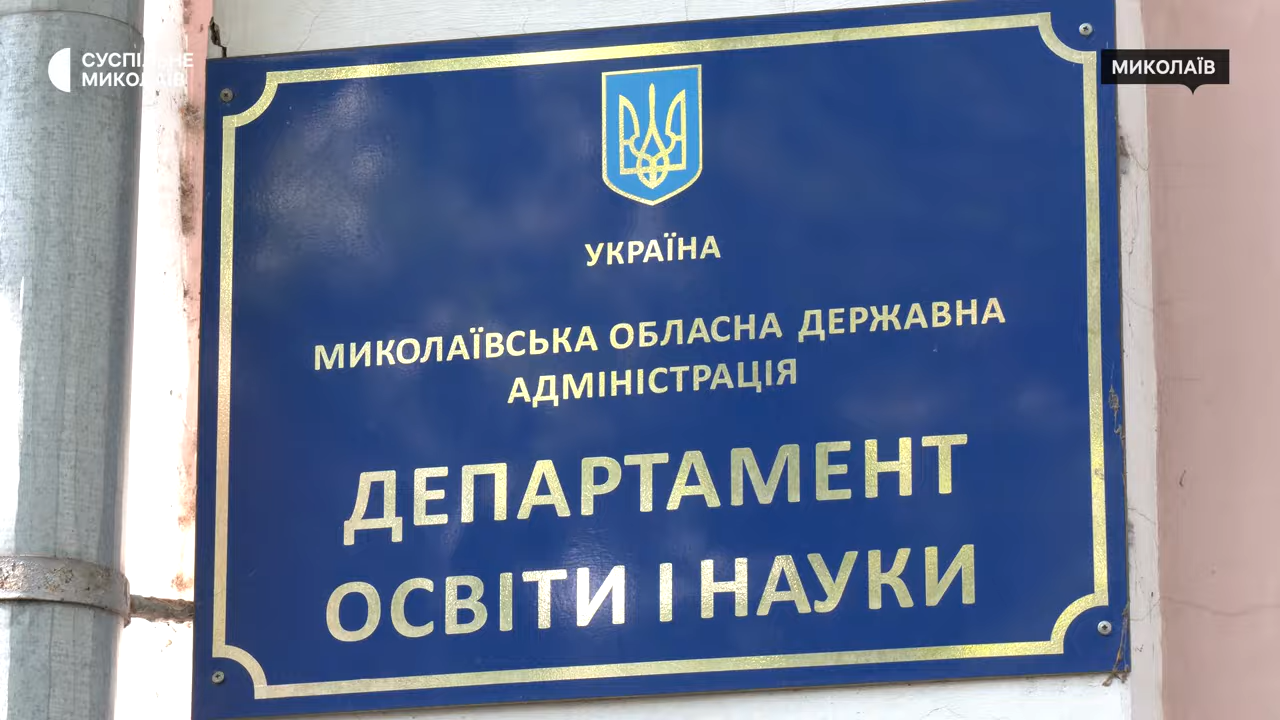 СУСПІЛЬНЕ
МИКОЛАЇВ
МИКОЛАЇВ
УКРАЇНА
МИКОЛАЇВСЬКА ОБЛАСНА ДЕРЖАВНА
АДМІНІСТРАЦІЯ
ДЕПАРТАМЕНТ
ОСВІТИ І НАУКИ